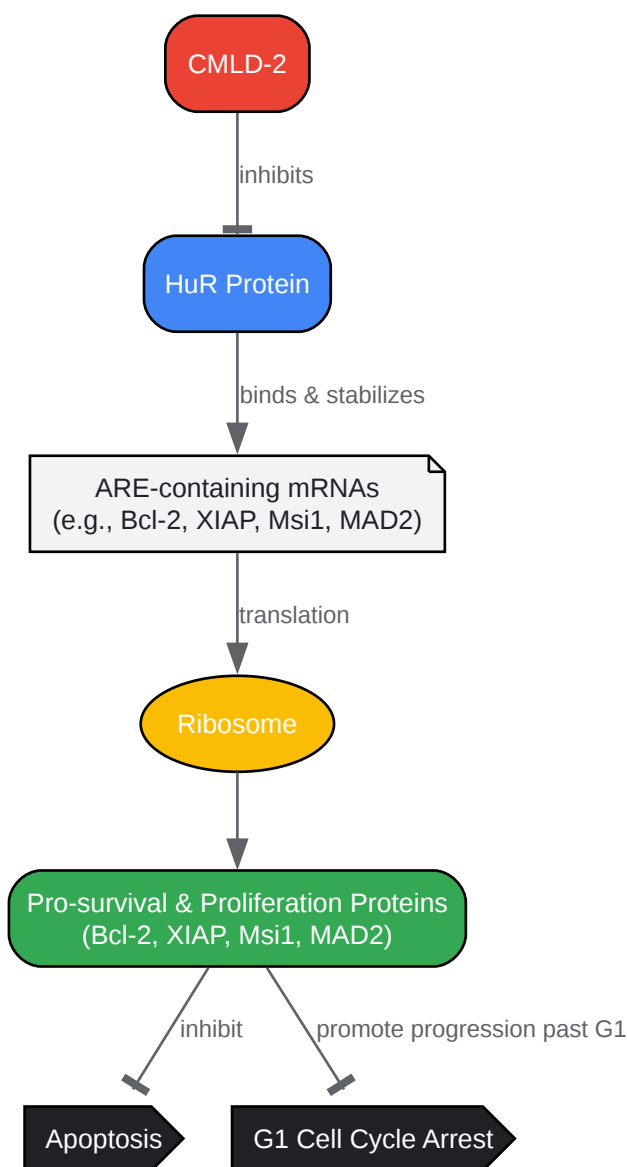 CMLD-2
inhibits
HuR Protein
binds & stabilizes
ARE-containing mRNAs
(e.g., Bcl-2, XIAP, Msi1, MAD2)
translation
Ribosome
Pro-survival & Proliferation Proteins
(Bcl-2, XIAP, Msi1, MAD2)
inhibit
promote progression past G1
Apoptosis
G1 Cell Cycle Arrest